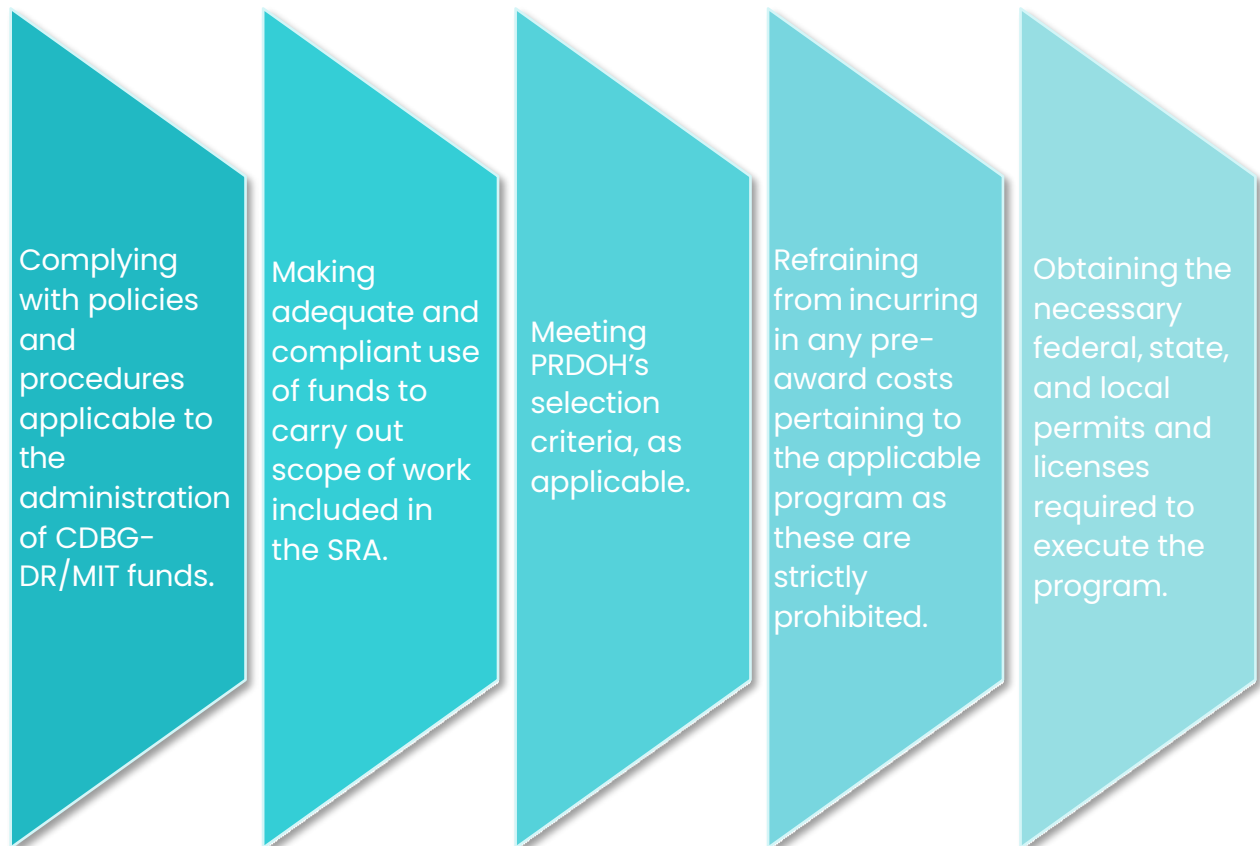 Complying
with policies
and
procedures
applicable to
the
administration
of CDBG-
DR/MIT funds.
Making
adequate and
compliant use
of funds to
carry out
scope of work
included in
the SRA.
Meeting
PRDOH’s
selection
criteria, as
applicable.
Refraining
from incurring
in any pre-
award costs
pertaining to
the applicable
program as
these are
strictly
prohibited.
Obtaining the
necessary
federal, state,
and local
permits and
licenses
required to
execute the
program.